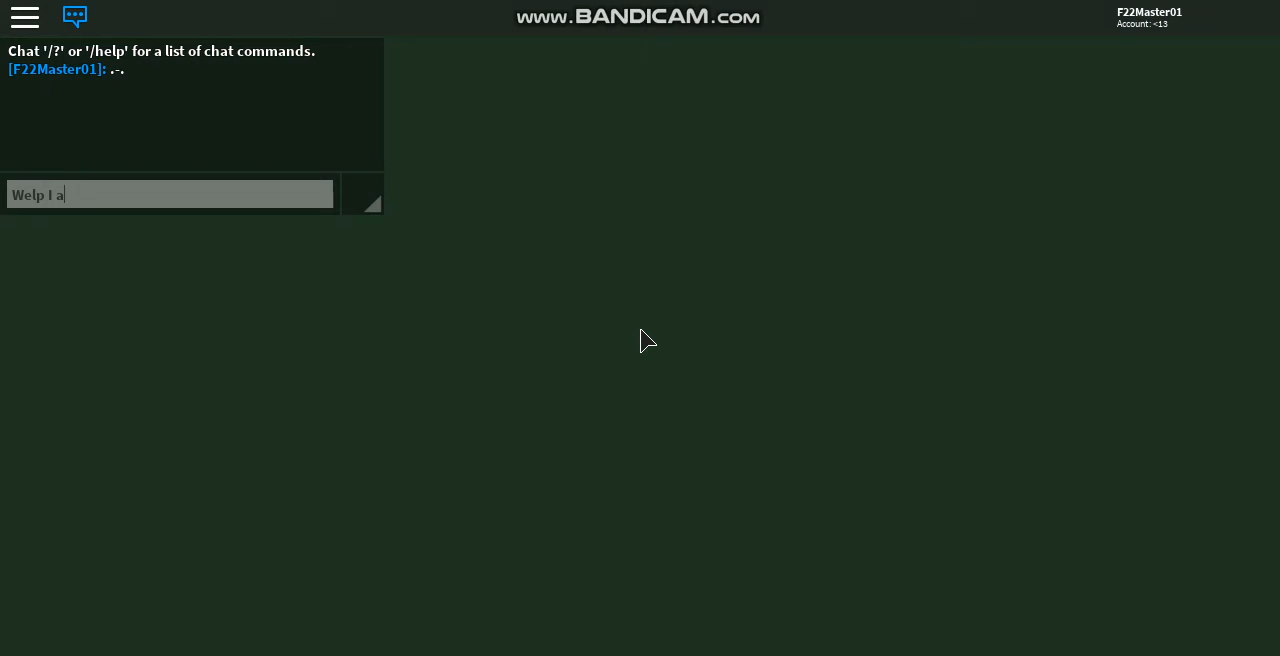 www.BANDICAM.com
F22Master01
Account: <13
Chat '/?' or '/help' for a list of chat commands.
[F22Master01]: .-.
Welp I a